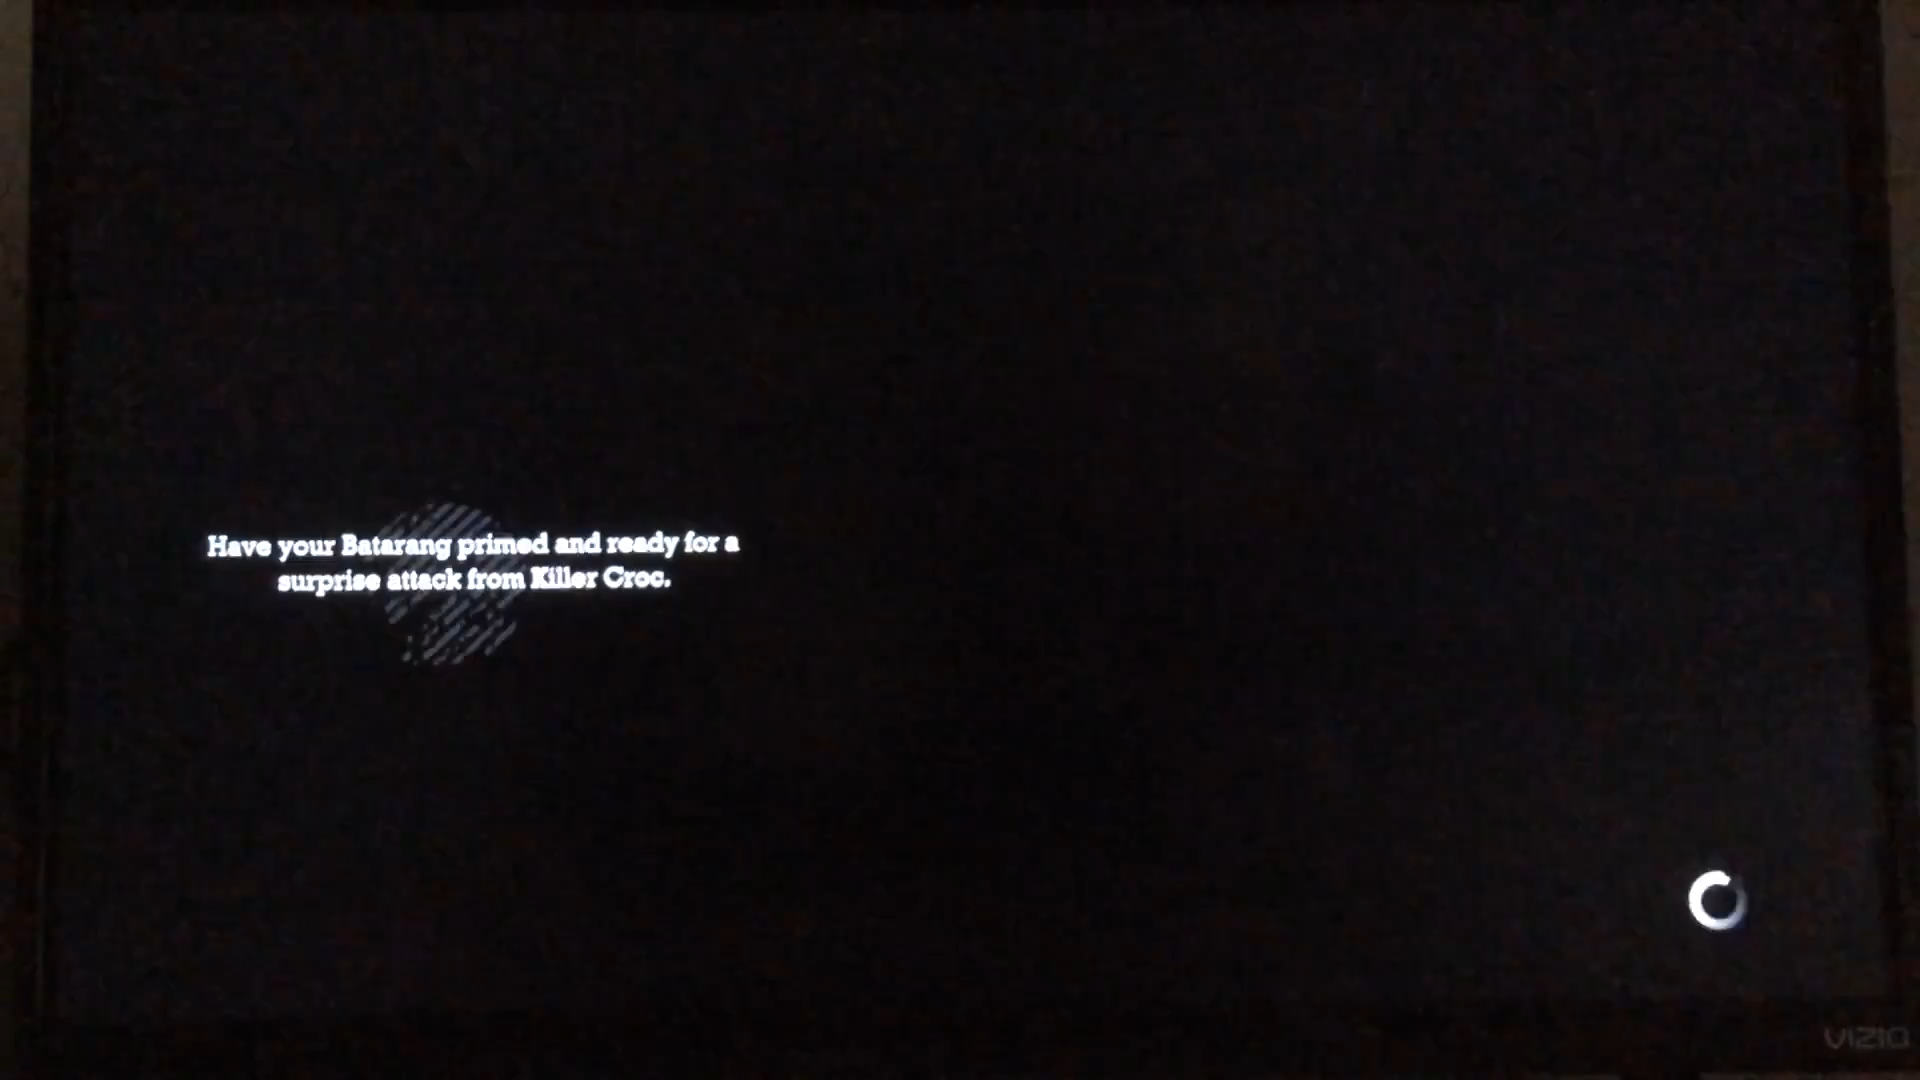 Have your Batarang primed and ready for a
surprise attack from Killer Croc.
VIZIO